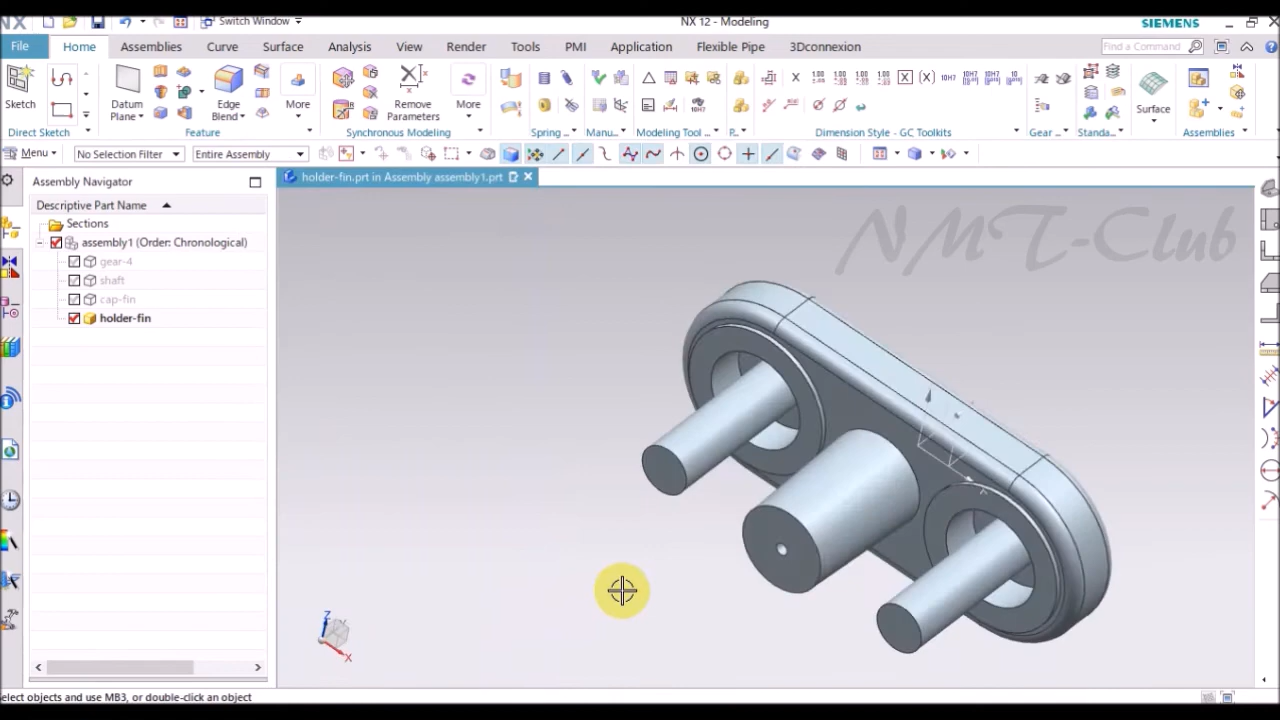 NX
Switch Window
NX 12 - Modeling
SIEMENS
File
Home
Assemblies
Curve
Surface
Analysis
View
Render
Tools
PMI
Application
Flexible Pipe
3Dconnexion
Find a Command
Sketch
Datum
Plane
Edge
Blend
More
Remove
Parameters
More
Surface
Direct Sketch
Feature
Synchronous Modeling
Spring ...
Manu...
Modeling Tool ...
P...
Dimension Style - GC Toolkits
Gear ...
Standa...
Assemblies
Menu
No Selection Filter
Entire Assembly
Assembly Navigator
holder-fin.prt in Assembly assembly1.prt
Descriptive Part Name
Sections
assembly1 (Order: Chronological)
gear-4
shaft
cap-fin
holder-fin
NMT-Club
Z
Y
X
elect objects and use MB3, or double-click an object